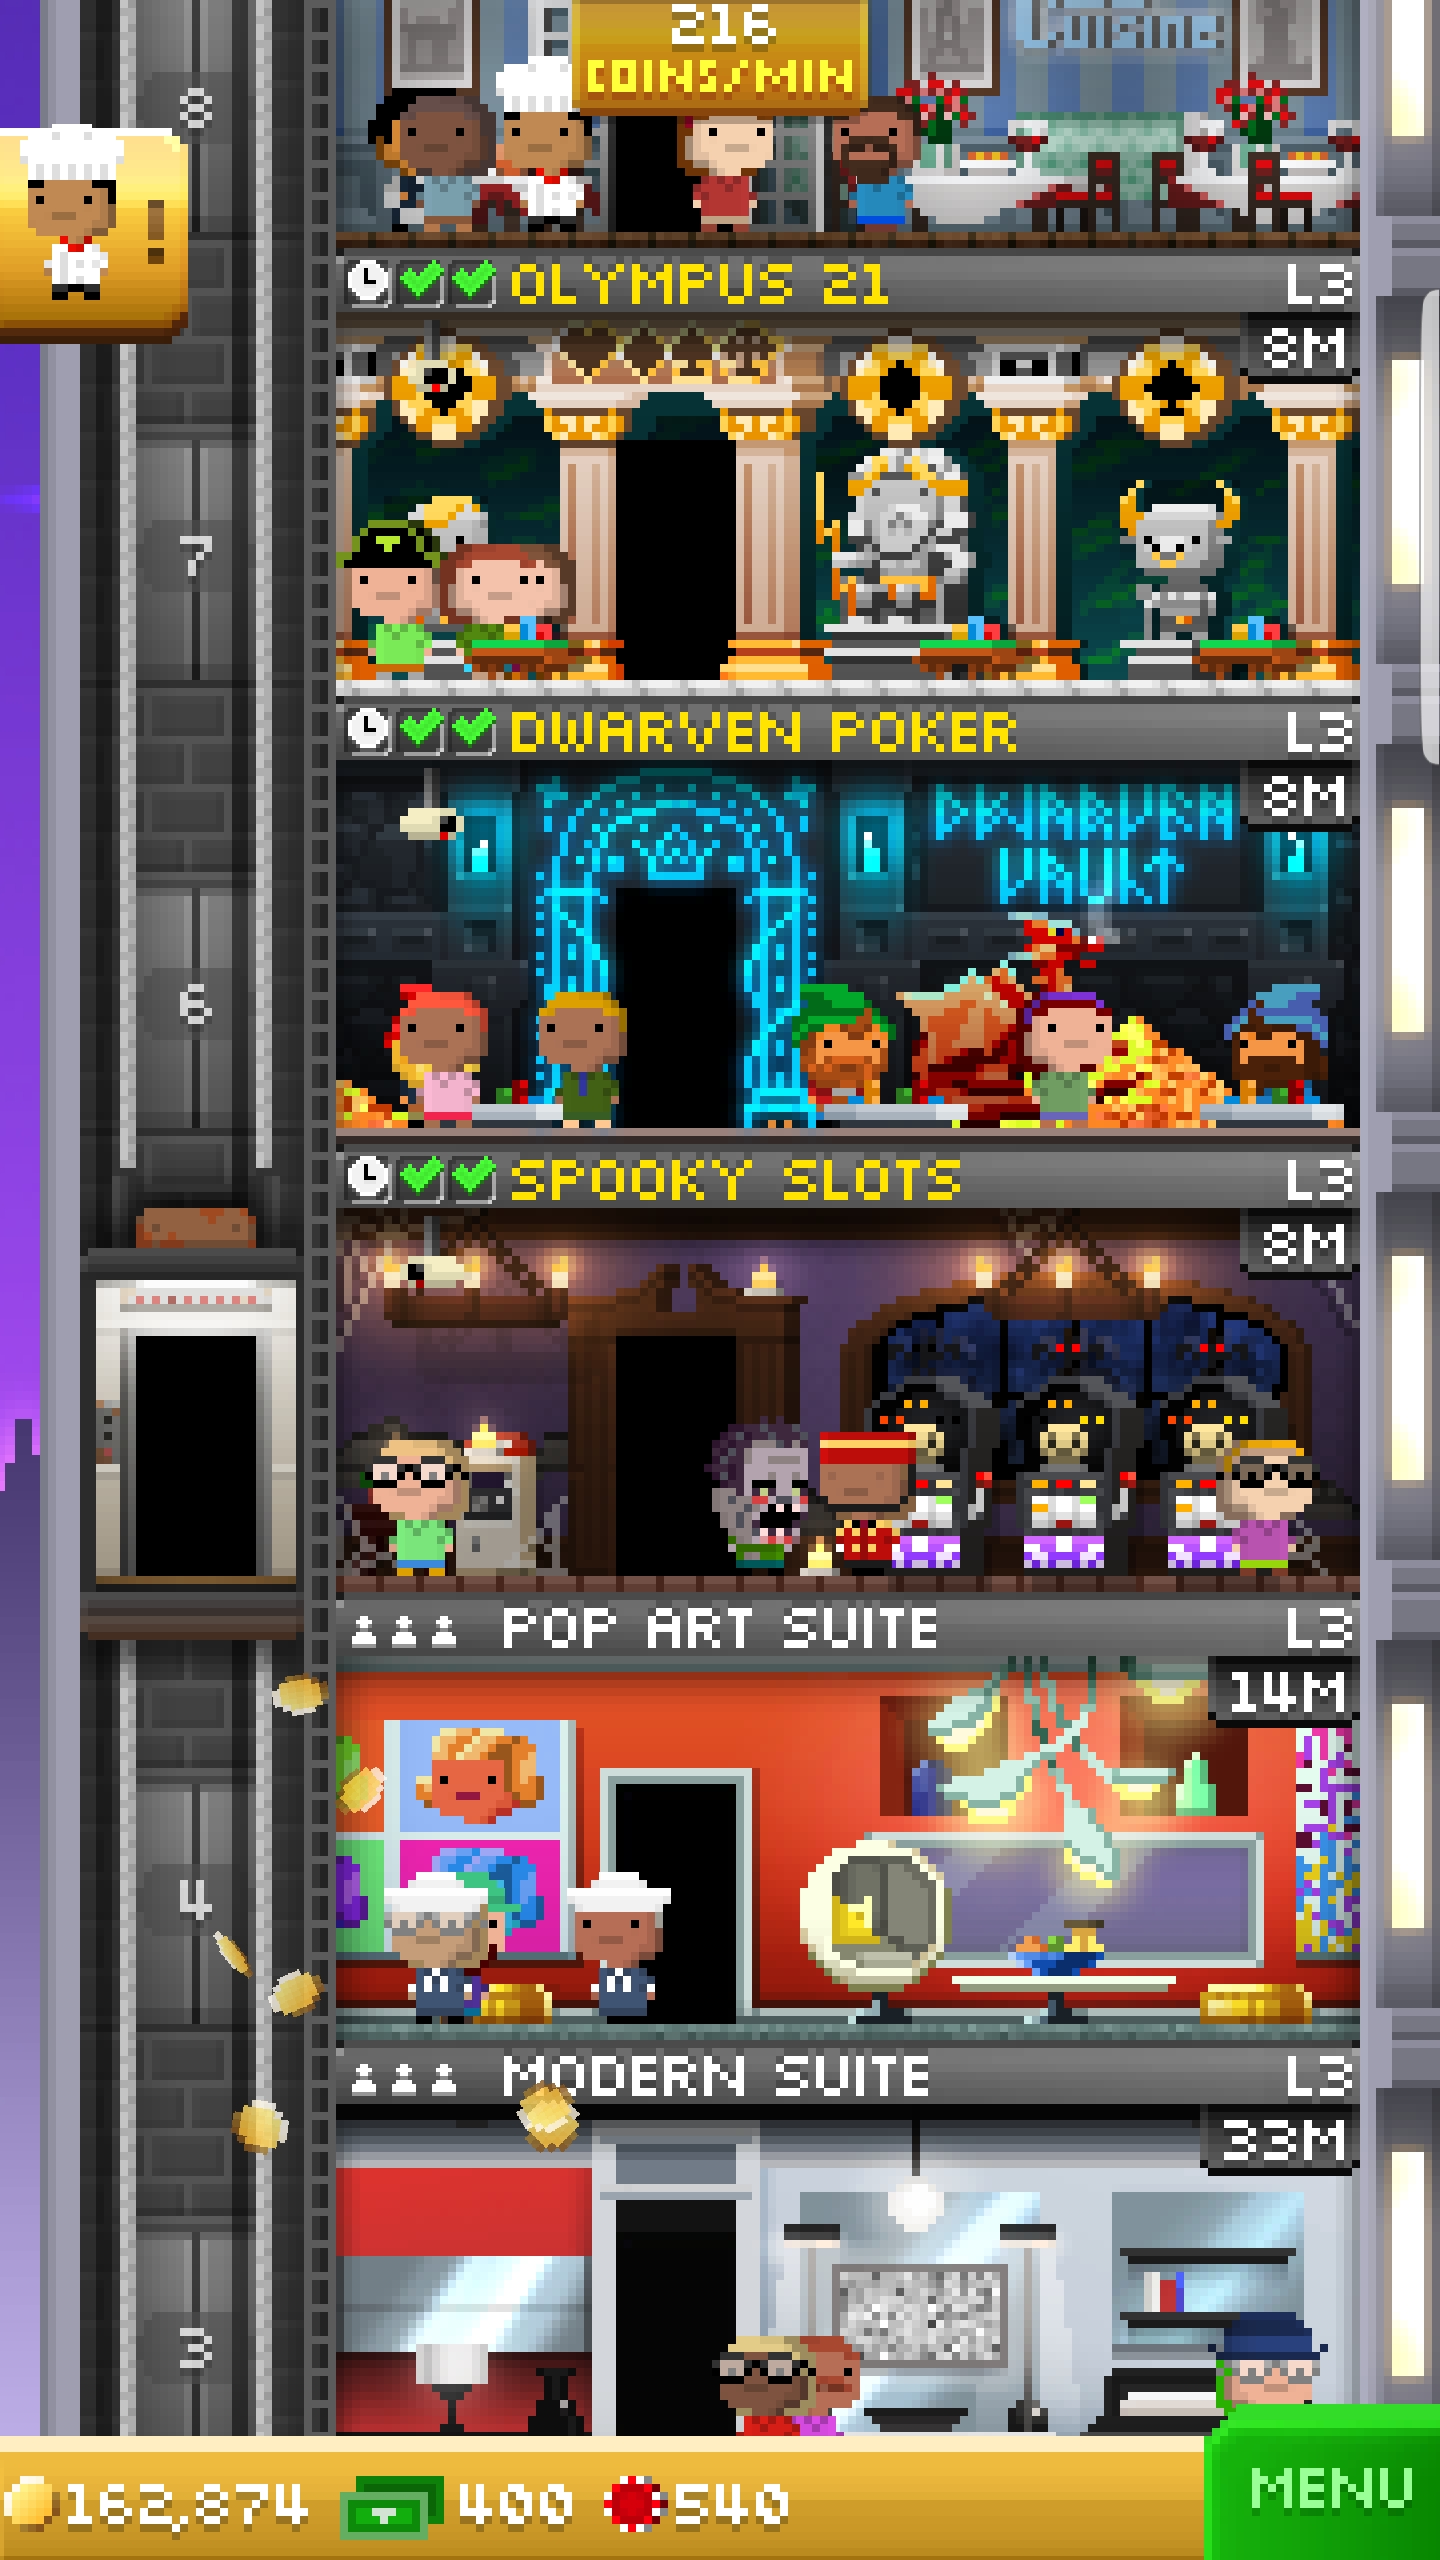 216
COINS/MIN
Cuisine
8
OLYMPUS 21 L3
8M
7
DWARVEN POKER L3
8M
DWARVEN
VAULT
6
SPOOKY SLOTS L3
8M
POP ART SUITE L3
14M
4
MODERN SUITE L3
33M
3
162,874 400 540
MENU